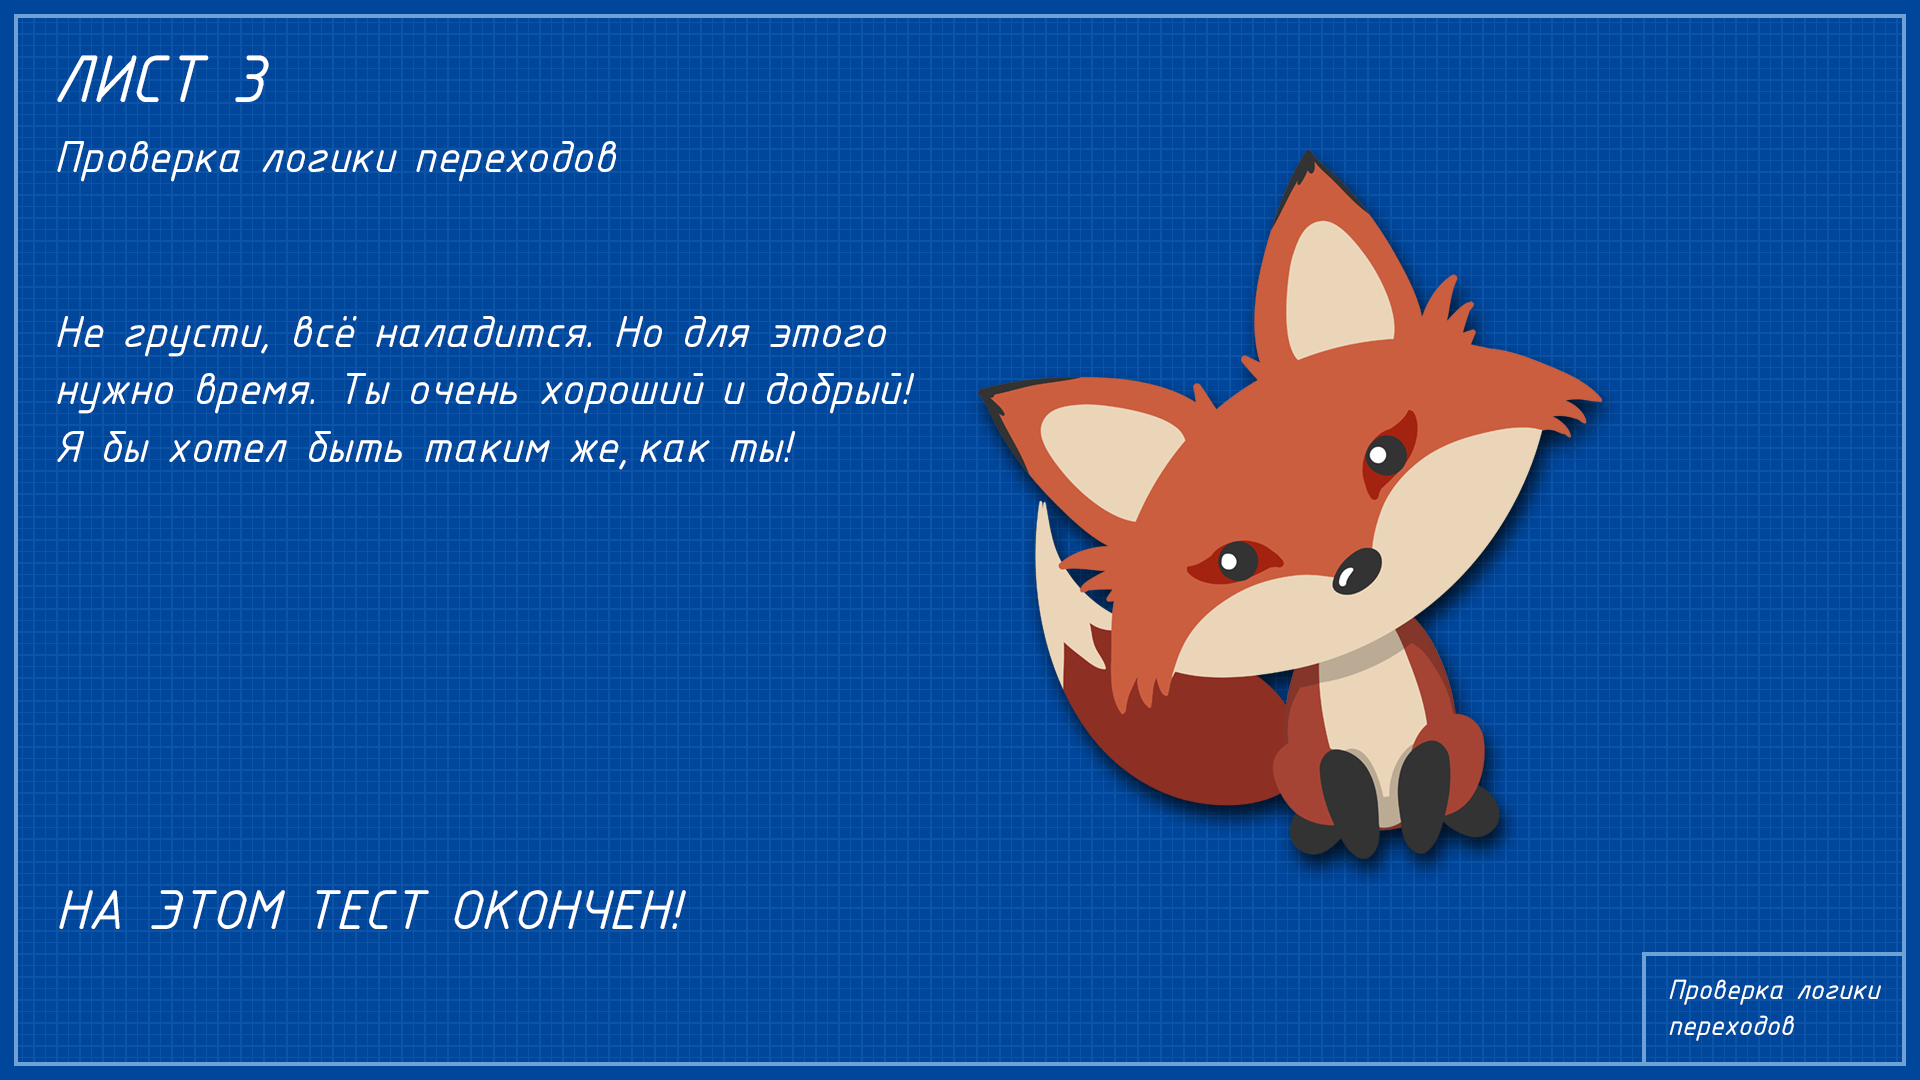 ЛИСТ 3
Проверка логики переходов
Не грусти, всё наладится. Но для этого
нужно время. Ты очень хороший и добрый!
Я бы хотел быть таким же, как ты!
НА ЭТОМ ТЕСТ ОКОНЧЕН!
Проверка логики
переходов